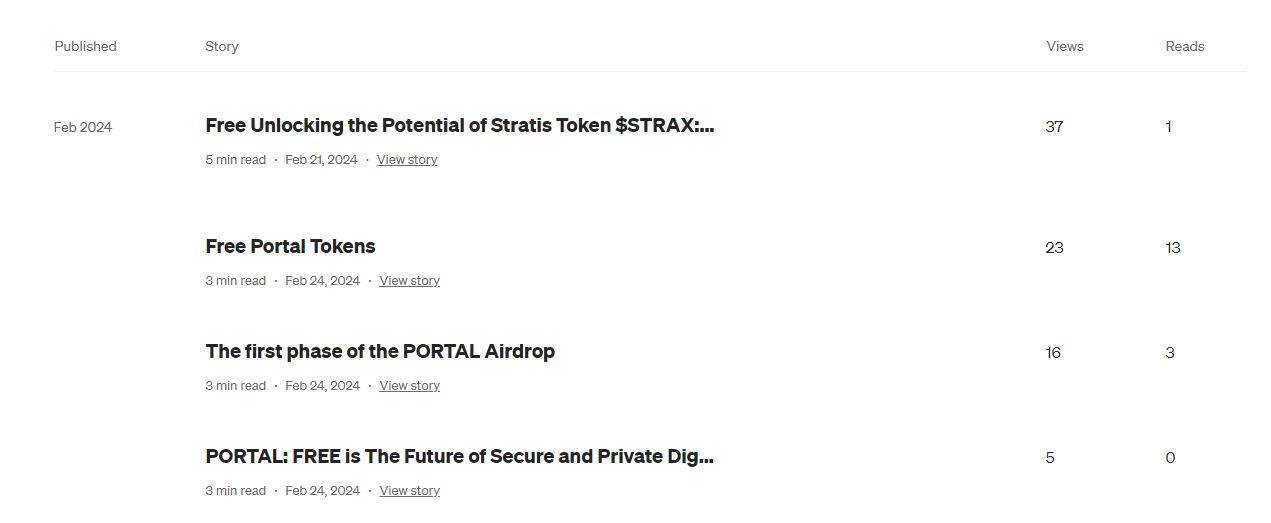 Published Story Views Reads
Feb 2024 Free Unlocking the Potential of Stratis Token $STRAX:... 37 1
5 min read · Feb 21, 2024 · View story
Free Portal Tokens 23 13
3 min read · Feb 24, 2024 · View story
The first phase of the PORTAL Airdrop 16 3
3 min read · Feb 24, 2024 · View story
PORTAL: FREE is The Future of Secure and Private Dig... 5 0
3 min read · Feb 24, 2024 · View story